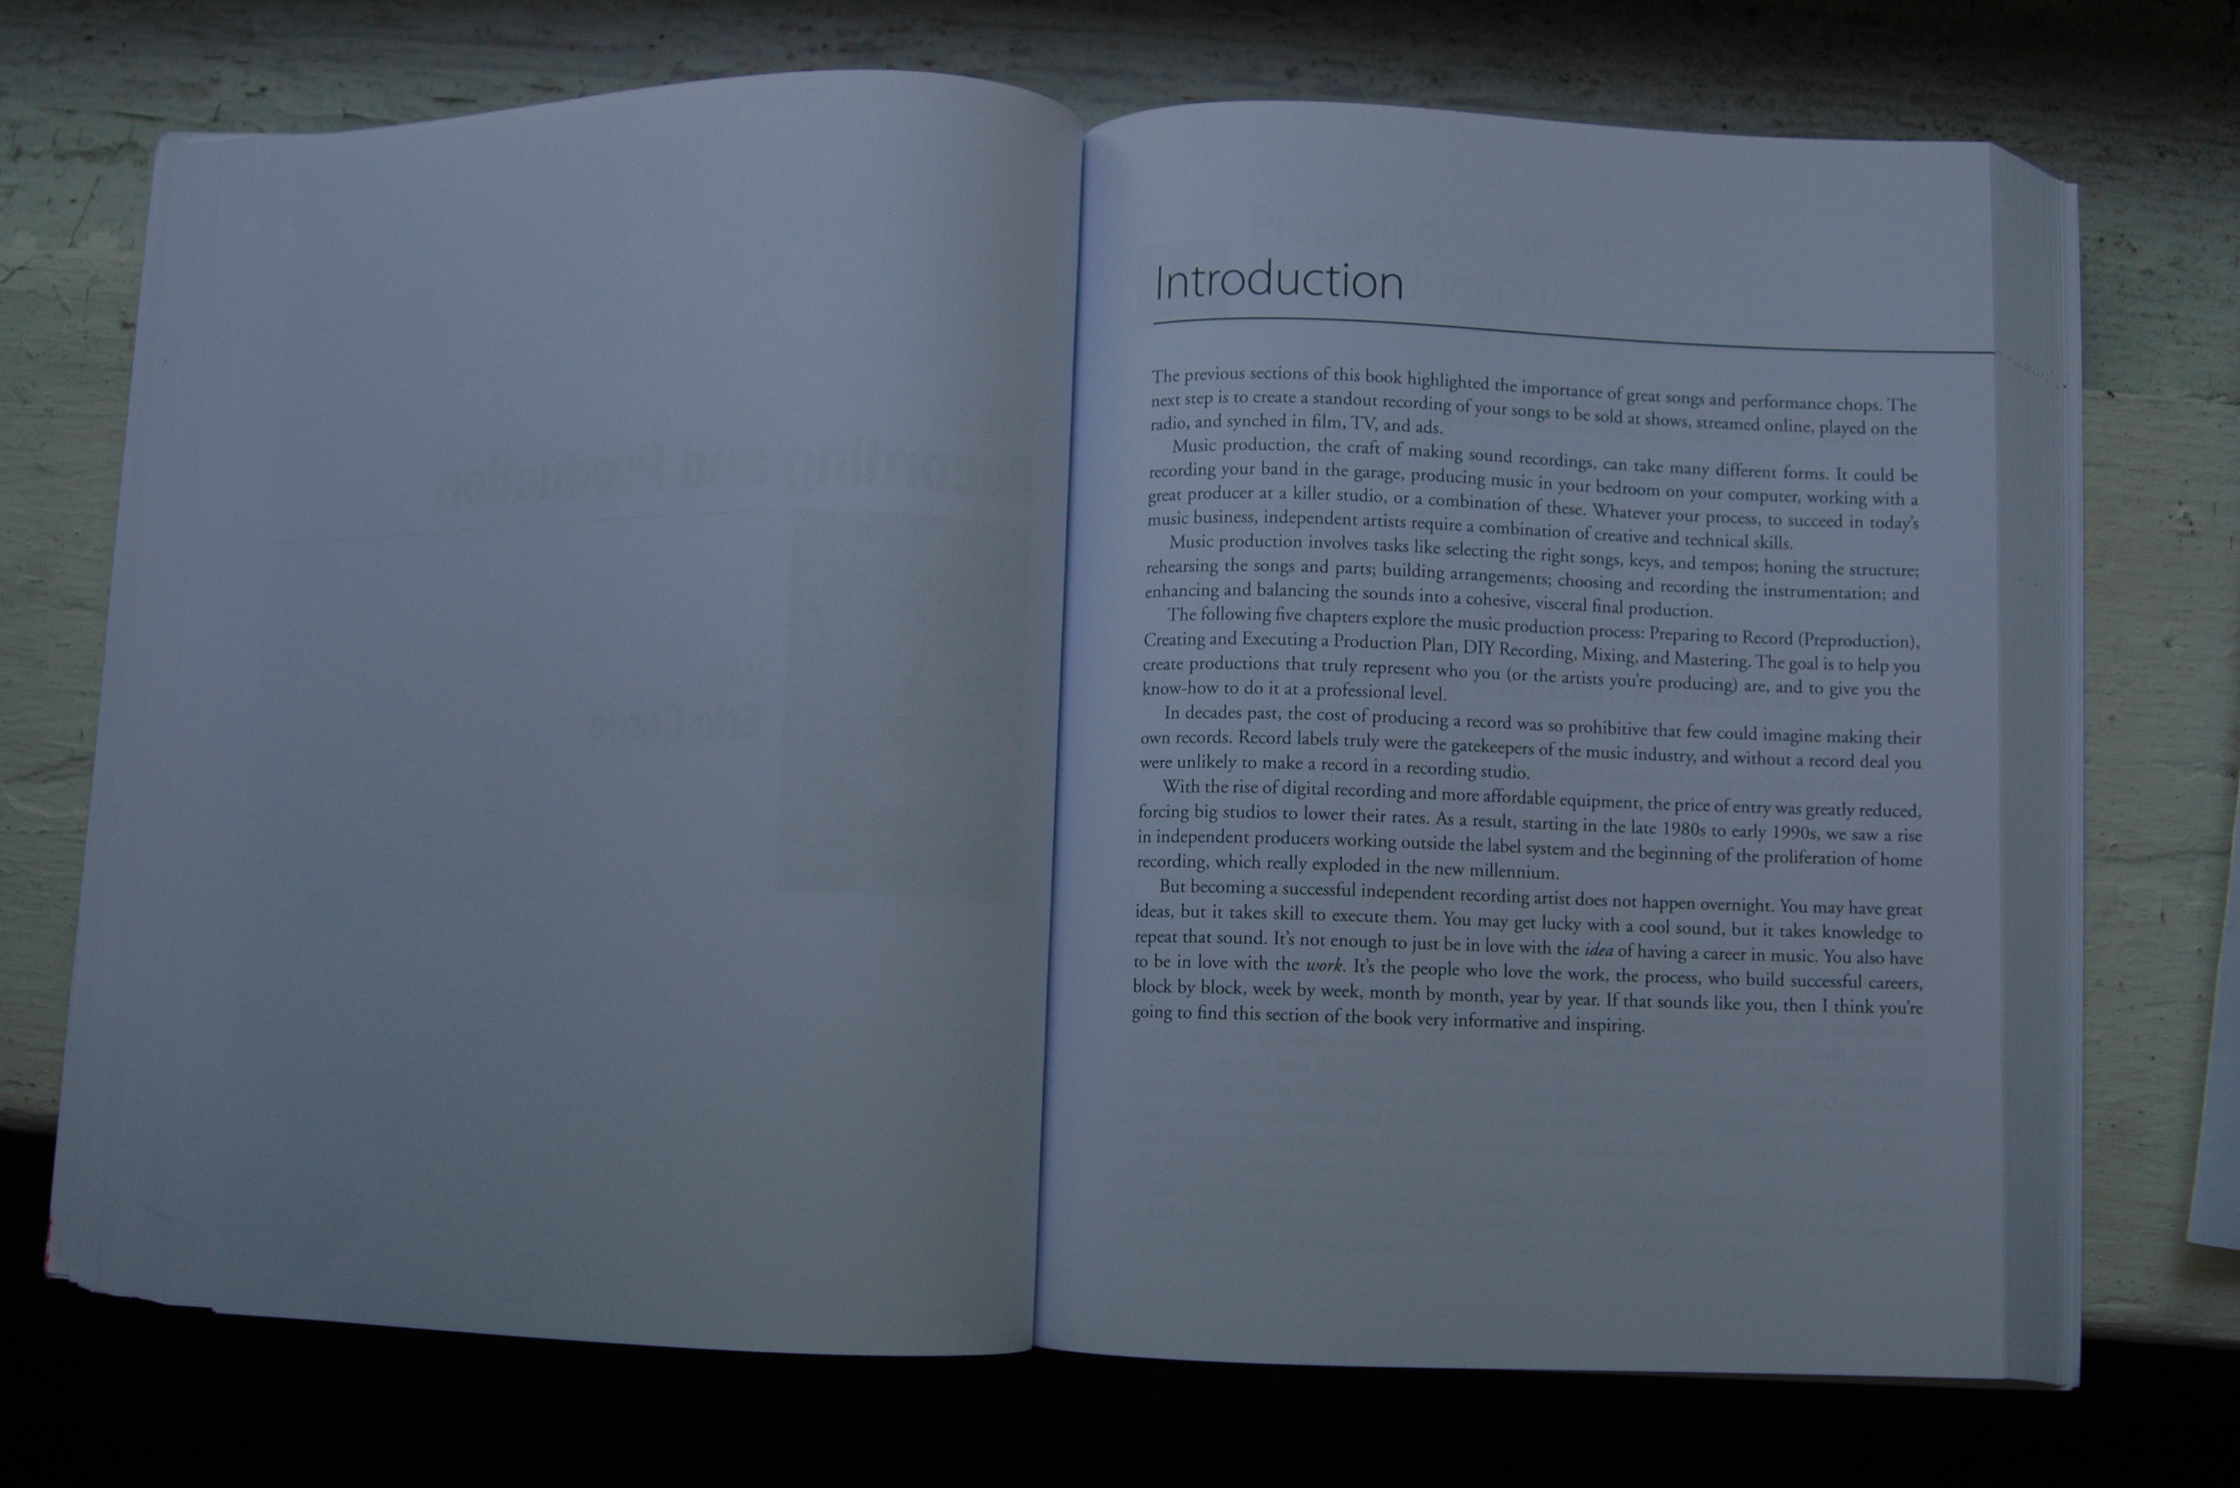 Introduction
The previous sections of this book highlighted the importance of great songs and performance chops. The
next step is to create a standout recording of your songs to be sold at shows, streamed online, played on the
radio, and synched in film, TV, and ads.
Music production, the craft of making sound recordings, can take many different forms. It could be
recording your band in the garage, producing music in your bedroom on your computer, working with a
great producer at a killer studio, or a combination of these. Whatever your process, to succeed in today's
music business, independent artists require a combination of creative and technical skills.
Music production involves tasks like selecting the right songs, keys, and tempos; honing the structure;
rehearsing the songs and parts; building arrangements; choosing and recording the instrumentation; and
enhancing and balancing the sounds into a cohesive, visceral final production.
The following five chapters explore the music production process: Preparing to Record (Preproduction),
Creating and Executing a Production Plan, DIY Recording, Mixing, and Mastering. The goal is to help you
create productions that truly represent who you (or the artists you're producing) are, and to give you the
know-how to do it at a professional level.
In decades past, the cost of producing a record was so prohibitive that few could imagine making their
own records. Record labels truly were the gatekeepers of the music industry, and without a record deal you
were unlikely to make a record in a recording studio.
With the rise of digital recording and more affordable equipment, the price of entry was greatly reduced,
forcing big studios to lower their rates. As a result, starting in the late 1980s to early 1990s, we saw a rise
in independent producers working outside the label system and the beginning of the proliferation of home
recording, which really exploded in the new millennium.
But becoming a successful independent recording artist does not happen overnight. You may have great
ideas, but it takes skill to execute them. You may get lucky with a cool sound, but it takes knowledge to
repeat that sound. It's not enough to just be in love with the idea of having a career in music. You also have
to be in love with the work. It's the people who love the work, the process, who build successful careers,
block by block, week by week, month by month, year by year. If that sounds like you, then I think you're
going to find this section of the book very informative and inspiring.